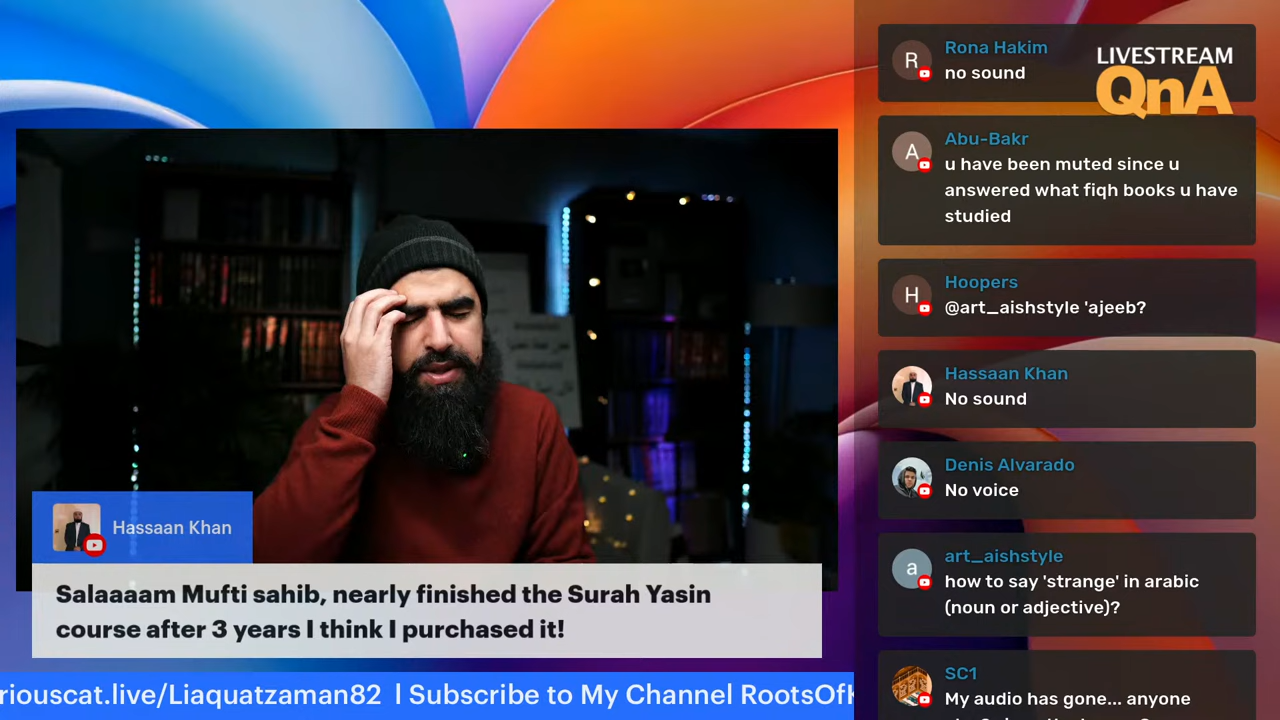 Hassaan Khan
Salaaaam Mufti sahib, nearly finished the Surah Yasin
course after 3 years I think I purchased it!
riouscat.live/Liaquatzaman82 | Subscribe to My Channel RootsOf
LIVESTREAM
QnA
R
Rona Hakim
no sound
A
Abu-Bakr
u have been muted since u
answered what fiqh books u have
studied
H
Hoopers
@art_aishstyle 'ajeeb?
Hassaan Khan
No sound
Denis Alvarado
No voice
a
art_aishstyle
how to say 'strange' in arabic
(noun or adjective)?
SC1
My audio has gone... anyone